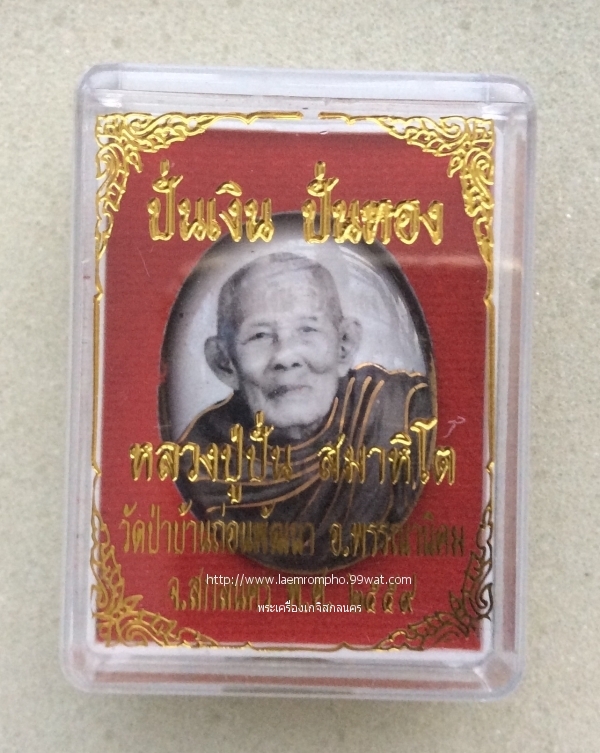 ปั่นเงิน ปั่นทอง
หลวงปู่ปั่น สมาหิโต
วัดป่าบ้านถ่อนพัฒนา อ.พรรณานิคม
http://www.laemrompho.99wat.com
จ.สกลนคร พ.ศ. ๒๕๕๙
พระเครื่องเกจิสกลนคร